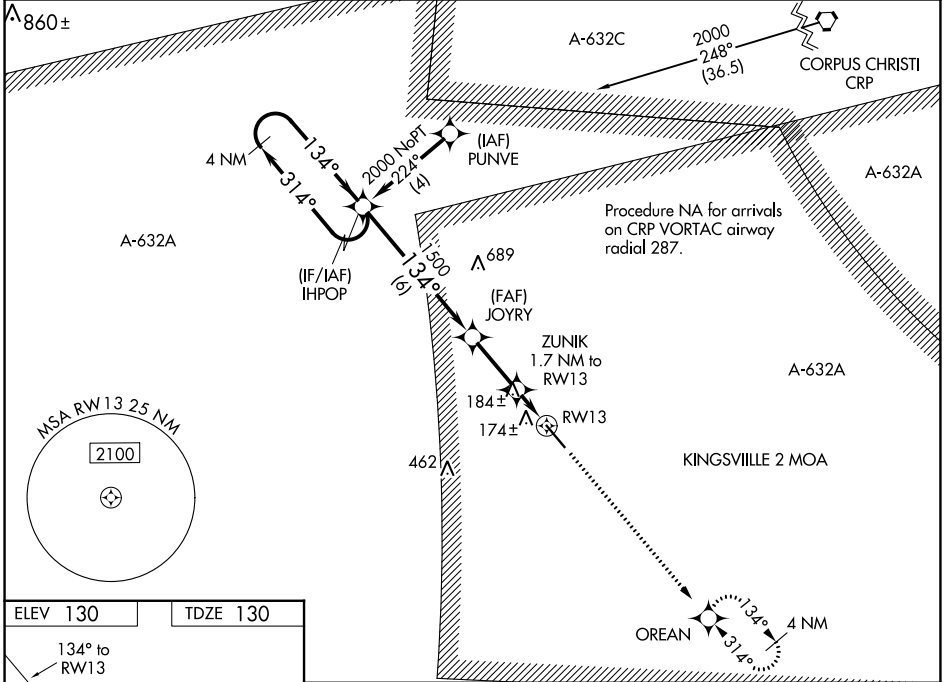 860±
A-632C
2000
248°
(36.5)
CORPUS CHRISTI
CRP
4 NM
134°
314°
2000 NoPT
224°
(4)
(IAF)
PUNVE
A-632A
A-632A
Procedure NA for arrivals
on CRP VORTAC airway
radial 287.
(IF/IAF)
IHPOP
1500
134°
(6)
689
(FAF)
JOYRY
ZUNIK
1.7 NM to
RW13
A-632A
184±
174±
RW13
MSA RW13 25 NM
2100
462
KINGSVIILLE 2 MOA
OREAN
134°
314°
4 NM
ELEV 130
TDZE 130
134° to
RW13